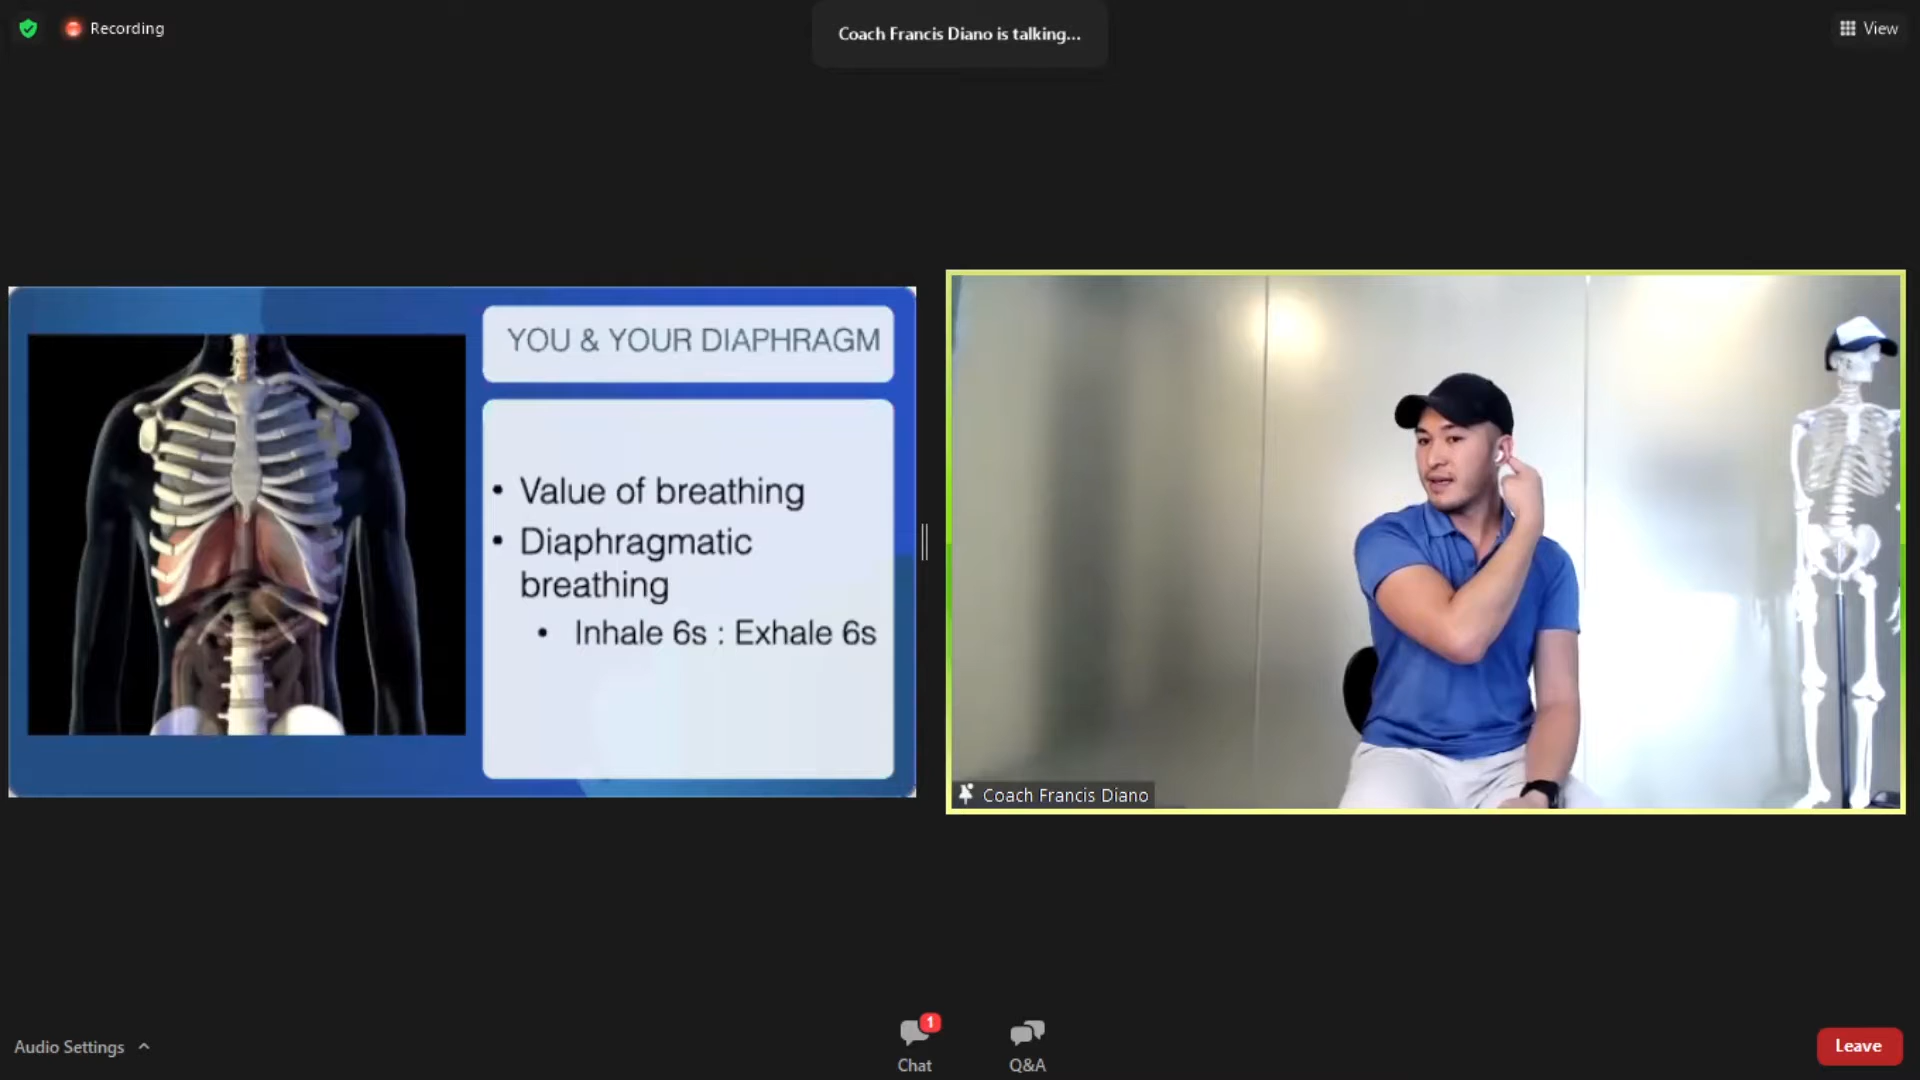 Recording
Coach Francis Diano is talking...
View
YOU & YOUR DIAPHRAGM
• Value of breathing
• Diaphragmatic
breathing
• Inhale 6s : Exhale 6s
Coach Francis Diano
Audio Settings
1
Chat
Q&A
Leave